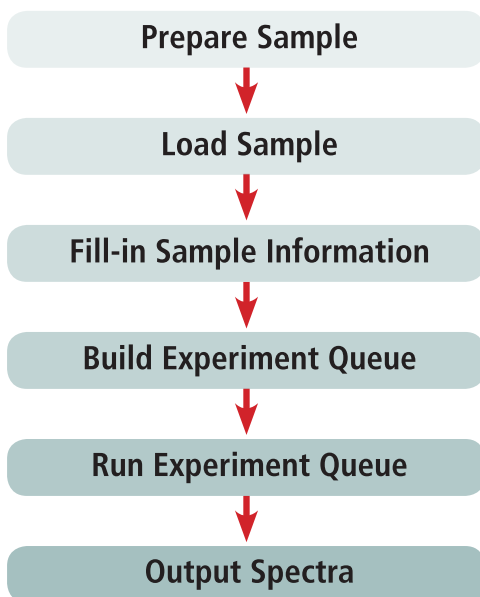 Prepare Sample
Load Sample
Fill-in Sample Information
Build Experiment Queue
Run Experiment Queue
Output Spectra